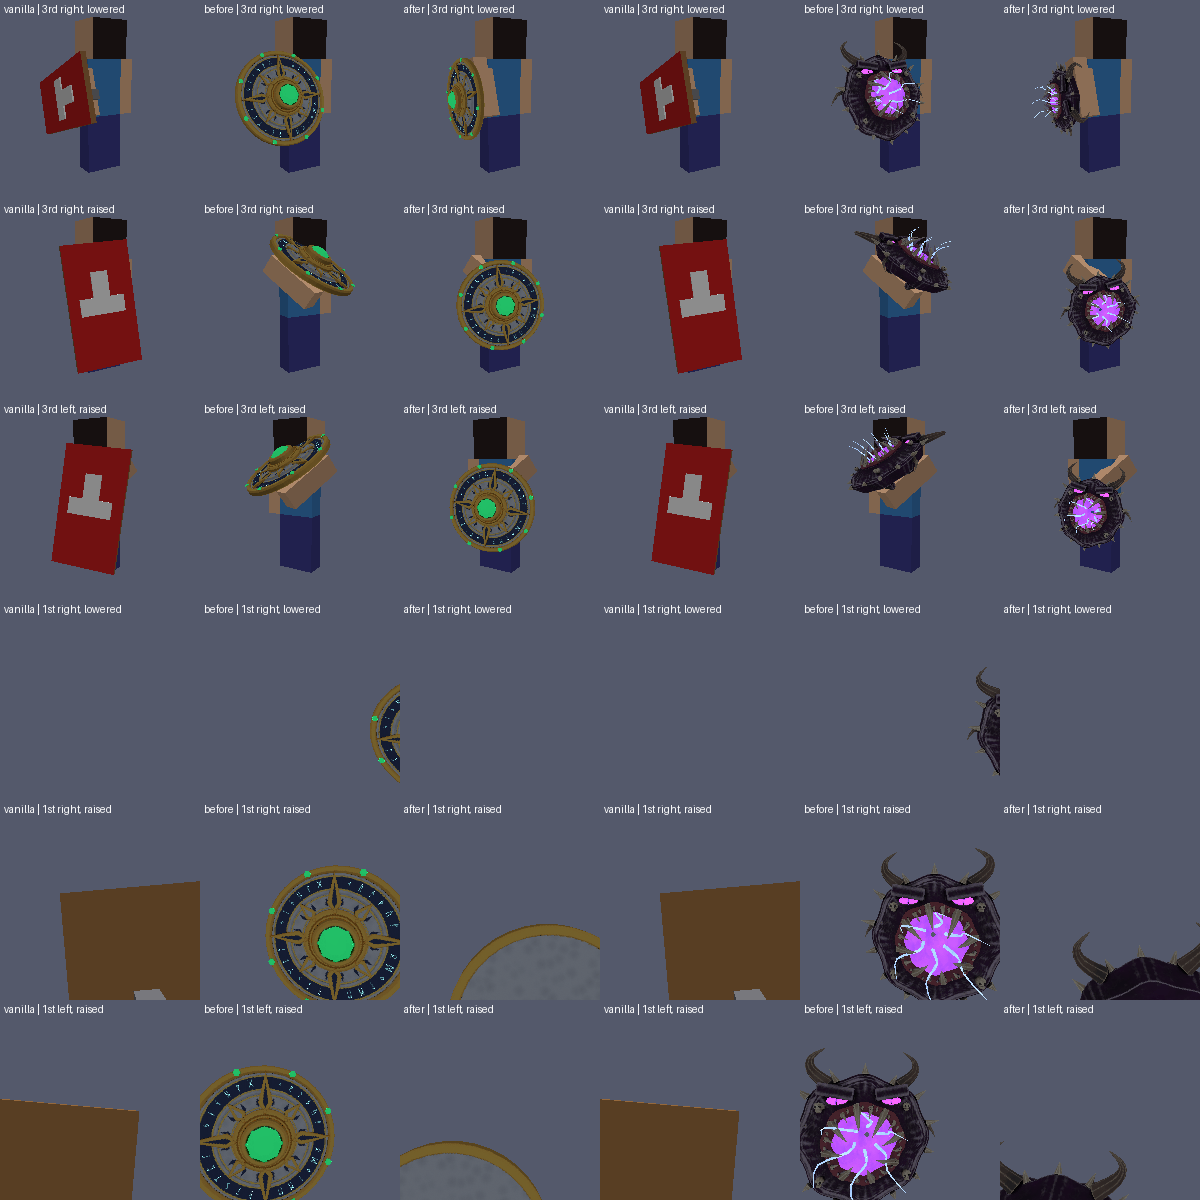 vanilla | 3rd right, lowered
before | 3rd right, lowered
after | 3rd right, lowered
vanilla | 3rd right, lowered
before | 3rd right, lowered
after | 3rd right, lowered
vanilla | 3rd right, raised
before | 3rd right, raised
after | 3rd right, raised
vanilla | 3rd right, raised
before | 3rd right, raised
after | 3rd right, raised
vanilla | 3rd left, raised
before | 3rd left, raised
after | 3rd left, raised
vanilla | 3rd left, raised
before | 3rd left, raised
after | 3rd left, raised
vanilla | 1st right, lowered
before | 1st right, lowered
after | 1st right, lowered
vanilla | 1st right, lowered
before | 1st right, lowered
after | 1st right, lowered
vanilla | 1st right, raised
before | 1st right, raised
after | 1st right, raised
vanilla | 1st right, raised
before | 1st right, raised
after | 1st right, raised
vanilla | 1st left, raised
before | 1st left, raised
after | 1st left, raised
vanilla | 1st left, raised
before | 1st left, raised
after | 1st left, raised